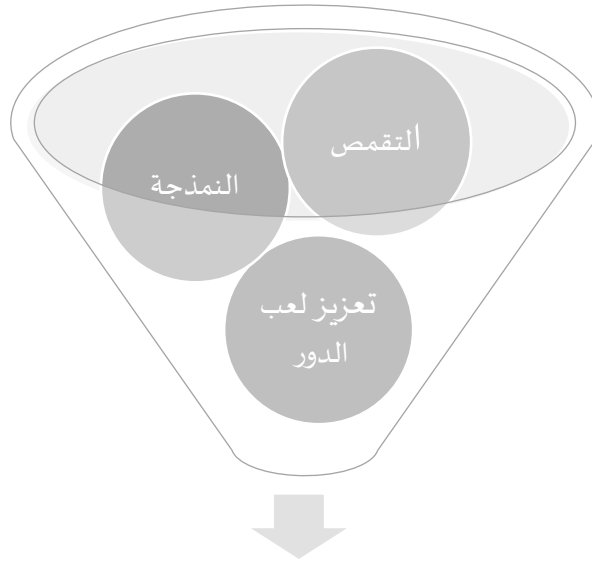 التقمص
النمذجة
تعزيز لعب
الدور